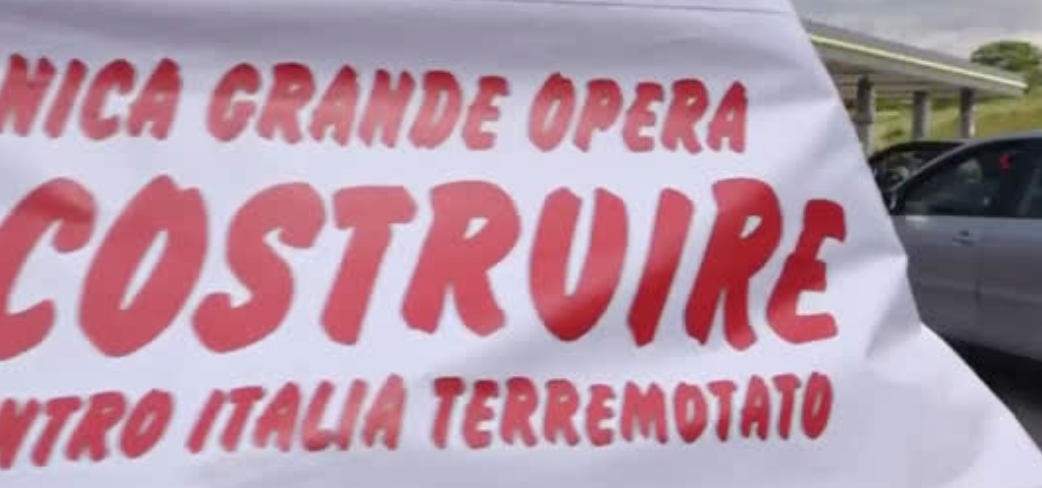 NICA GRANDE OPERA
COSTRUIRE
NTRO ITALIA TERREMOTATO